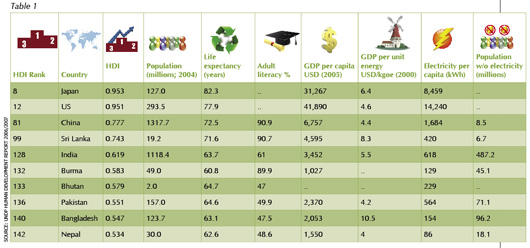 Table 1
2 1 3
3 2 1
HDI Rank Country HDI Population (millions; 2004) Life expectancy (years) Adult literacy % GDP per capita USD (2005) GDP per unit energy USD/kgoe (2000) Electricity per capita (kWh) Population w/o electricity (millions)
8 Japan 0.953 127.0 82.3 .. 31,267 6.4 8,459
12 US 0.951 293.5 77.9 .. 41,890 4.6 14,240
81 China 0.777 1317.7 72.5 90.9 6,757 4.4 1,684 8.5
99 Sri Lanka 0.743 19.2 71.6 90.7 4,595 8.3 420 6.7
128 India 0.619 1118.4 63.7 61 3,452 5.5 618 487.2
132 Burma 0.583 49.0 60.8 89.9 1,027 .. 129 45.1
133 Bhutan 0.579 2.0 64.7 47 .. .. 229 ..
136 Pakistan 0.551 157.0 64.6 49.9 2,370 4.2 564 71.1
140 Bangladesh 0.547 123.7 63.1 47.5 2,053 10.5 154 96.2
142 Nepal 0.534 30.0 62.6 48.6 1,550 4 86 18.1
SOURCE: UNDP HUMAN DEVELOPMENT REPORT 2006/2007